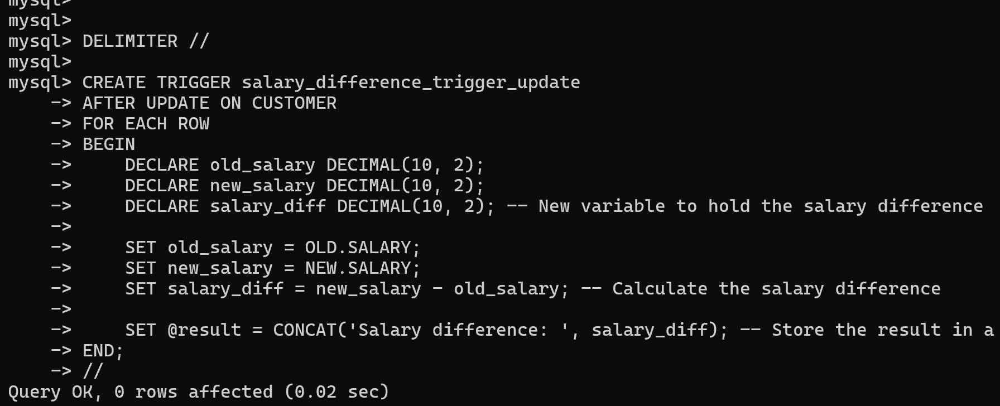 mysql>
mysql>
mysql> DELIMITER //
mysql>
mysql> CREATE TRIGGER salary_difference_trigger_update
    -> AFTER UPDATE ON CUSTOMER
    -> FOR EACH ROW
    -> BEGIN
    ->     DECLARE old_salary DECIMAL(10, 2);
    ->     DECLARE new_salary DECIMAL(10, 2);
    ->     DECLARE salary_diff DECIMAL(10, 2); -- New variable to hold the salary difference
    ->
    ->     SET old_salary = OLD.SALARY;
    ->     SET new_salary = NEW.SALARY;
    ->     SET salary_diff = new_salary - old_salary; -- Calculate the salary difference
    ->
    ->     SET @result = CONCAT('Salary difference: ', salary_diff); -- Store the result in a
    -> END;
    -> //
Query OK, 0 rows affected (0.02 sec)